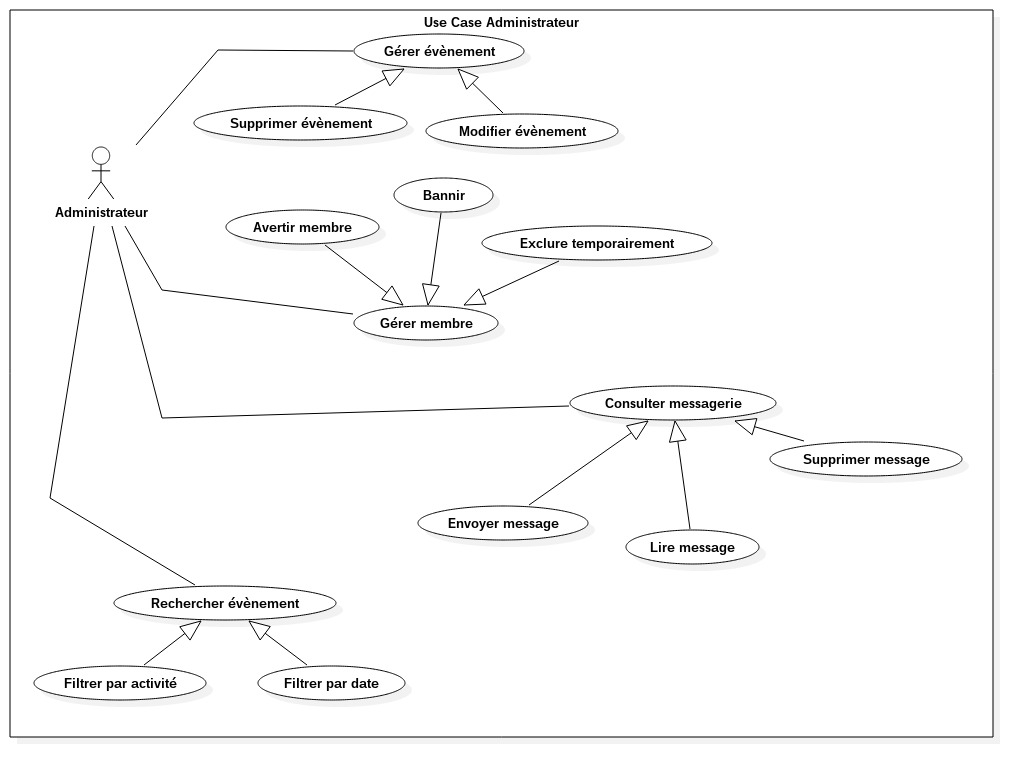 Use Case Administrateur
Gérer évènement
Supprimer évènement
Modifier évènement
Bannir
Administrateur
Avertir membre
Exclure temporairement
Gérer membre
Consulter messagerie
Supprimer message
Envoyer message
Lire message
Rechercher évènement
Filtrer par activité
Filtrer par date